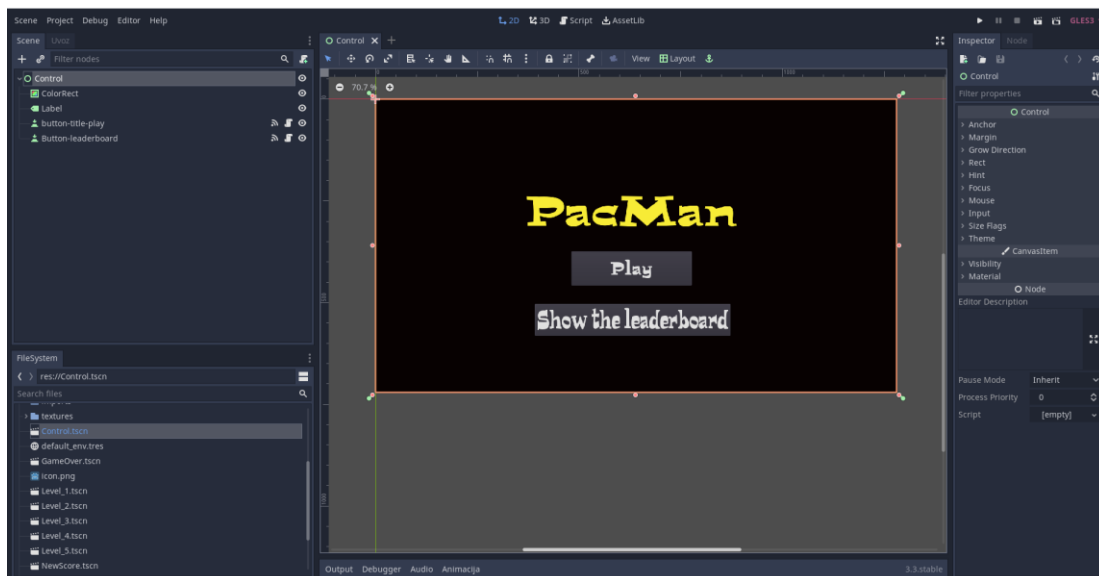 Scene Project Debug Editor Help
2D 3D Script AssetLib
GLES3
Scene Uvoz
Filter nodes
Control
ColorRect
Label
button-title-play
Button-leaderboard
FileSystem
res://Control.tscn
Search files
textures
Control.tscn
default_env.tres
GameOver.tscn
icon.png
Level_1.tscn
Level_2.tscn
Level_3.tscn
Level_4.tscn
Level_5.tscn
NewScore.tscn
Control
View Layout
500 1000
70.7 %
PacMan
Play
Show the leaderboard
Output Debugger Audio Animacija
3.3.stable
Inspector Node
Control
Filter properties
Control
Anchor
Margin
Grow Direction
Rect
Hint
Focus
Mouse
Input
Size Flags
Theme
CanvasItem
Visibility
Material
Node
Editor Description
Pause Mode Inherit
Process Priority 0
Script [empty]